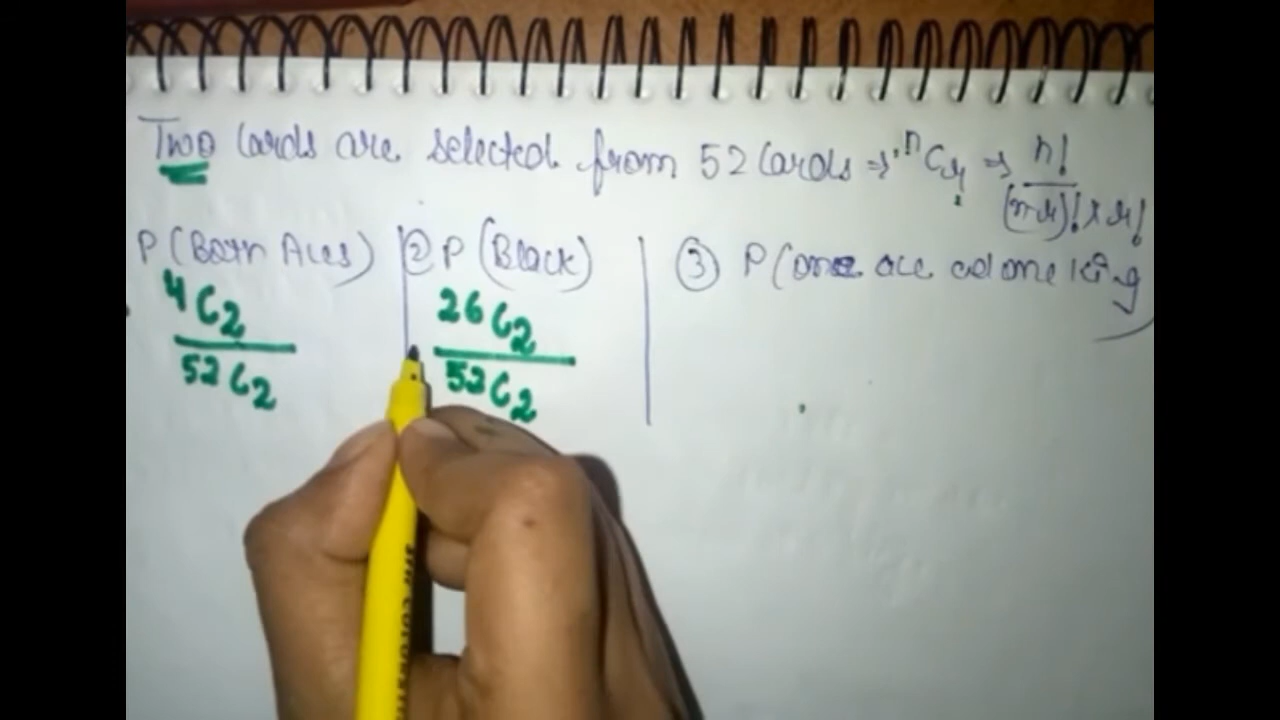 Two Cards are selected from 52 Cards ⇒ nCr ⇒ n! / (n-r)! x r!
P (Both Aces)
4C2
52C2
② P (Black)
26C2
52C2
③ P (one ace and one king)